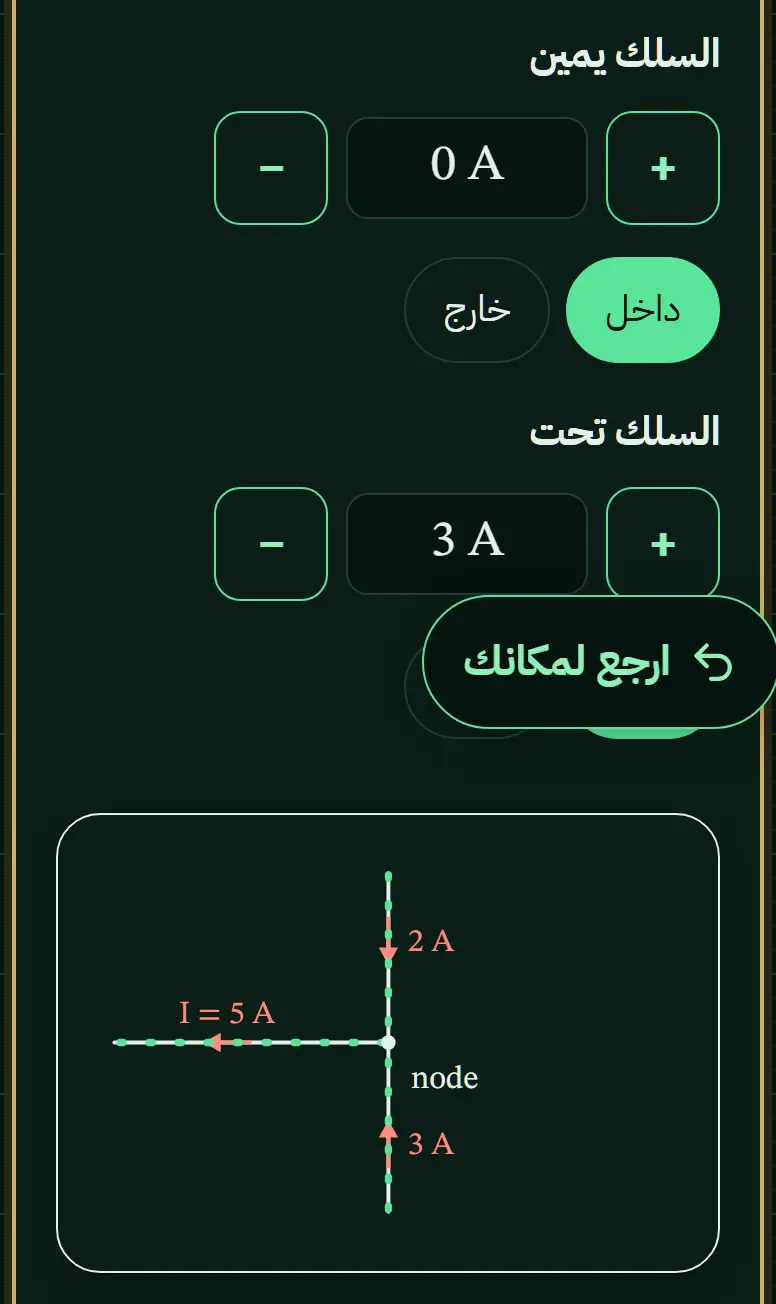 السلك يمين
+ 0 A −
داخل خارج
السلك تحت
+ 3 A −
ارجع لمكانك
2 A
I = 5 A
node
3 A